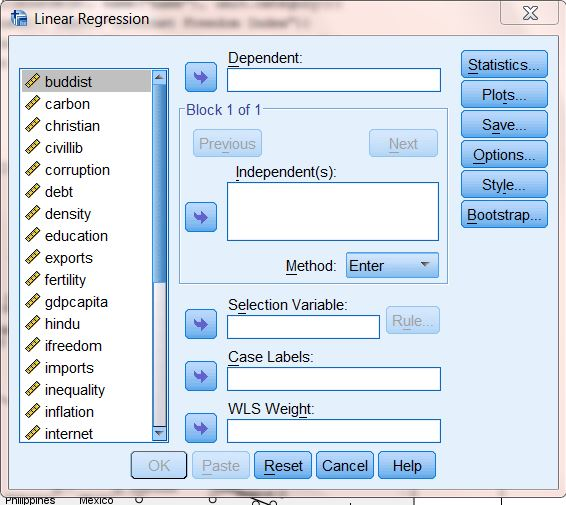 Linear Regression
buddist
carbon
christian
civillib
corruption
debt
density
education
exports
fertility
gdpcapita
hindu
ifreedom
imports
inequality
inflation
internet
Dependent:
Block 1 of 1
Previous
Next
Independent(s):
Method: Enter
Selection Variable:
Rule...
Case Labels:
WLS Weight:
Statistics...
Plots...
Save...
Options...
Style...
Bootstrap...
OK Paste Reset Cancel Help
Philippines Mexico